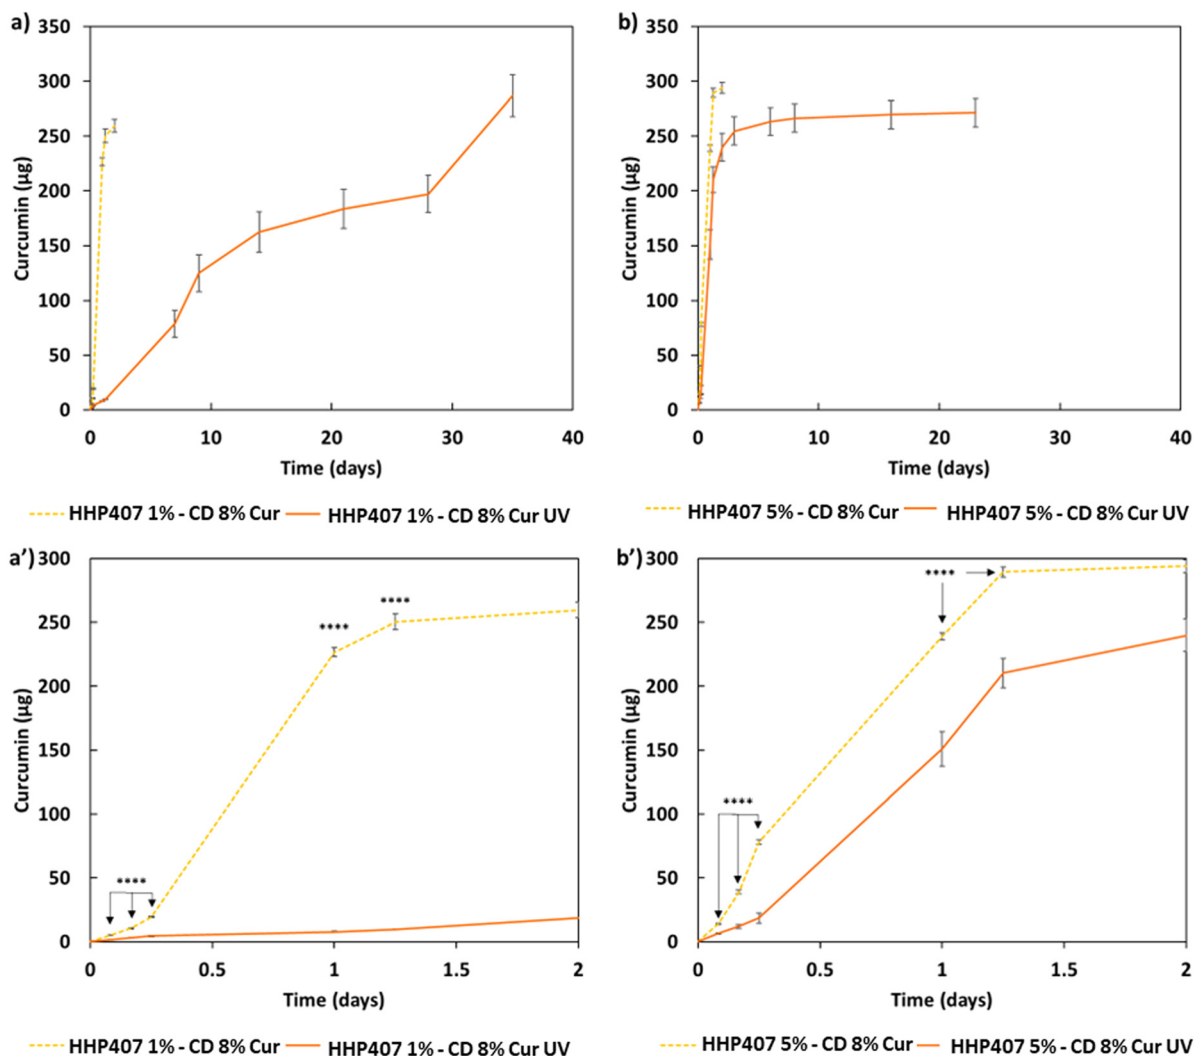 a)
350
300
250
200
150
100
50
0
Curcumin (µg)
0 10 20 30 40
Time (days)
HHP407 1% - CD 8% Cur HHP407 1% - CD 8% Cur UV
b)
350
300
250
200
150
100
50
0
Curcumin (µg)
0 10 20 30 40
Time (days)
HHP407 5% - CD 8% Cur HHP407 5% - CD 8% Cur UV
a')
300
250
200
150
100
50
0
Curcumin (µg)
****
****
****
0 0.5 1 1.5 2
Time (days)
HHP407 1% - CD 8% Cur HHP407 1% - CD 8% Cur UV
b')
300
250
200
150
100
50
0
Curcumin (µg)
****
****
0 0.5 1 1.5 2
Time (days)
HHP407 5% - CD 8% Cur HHP407 5% - CD 8% Cur UV